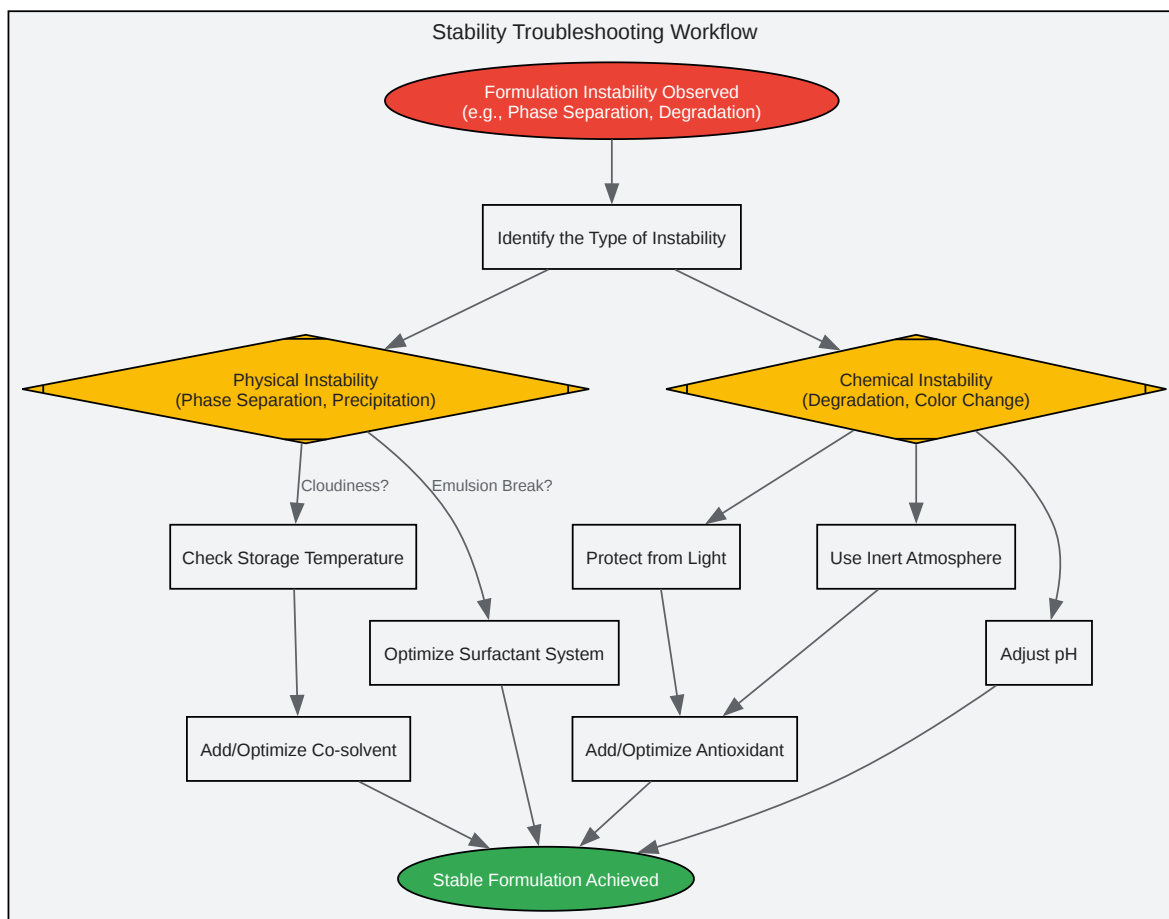 Stability Troubleshooting Workflow
Formulation Instability Observed
(e.g., Phase Separation, Degradation)
Identify the Type of Instability
Physical Instability
(Phase Separation, Precipitation)
Chemical Instability
(Degradation, Color Change)
Cloudiness?
Emulsion Break?
Check Storage Temperature
Protect from Light
Use Inert Atmosphere
Optimize Surfactant System
Adjust pH
Add/Optimize Co-solvent
Add/Optimize Antioxidant
Stable Formulation Achieved